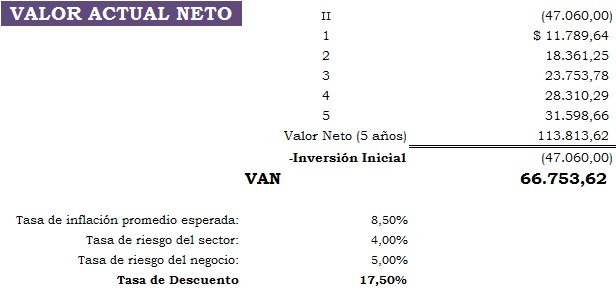 VALOR ACTUAL NETO
II (47.060,00)
1 $ 11.789,64
2 18.361,25
3 23.753,78
4 28.310,29
5 31.598,66
Valor Neto (5 años) 113.813,62
-Inversión Inicial (47.060,00)
VAN 66.753,62
Tasa de inflación promedio esperada: 8,50%
Tasa de riesgo del sector: 4,00%
Tasa de riesgo del negocio: 5,00%
Tasa de Descuento 17,50%